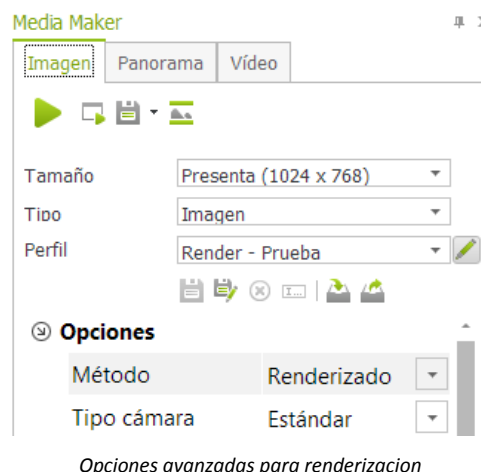 Media Maker
Imagen Panorama Vídeo
Tamaño Presenta (1024 x 768)
Tipo Imagen
Perfil Render - Prueba
Opciones
Método Renderizado
Tipo cámara Estándar
Opciones avanzadas para renderizacion